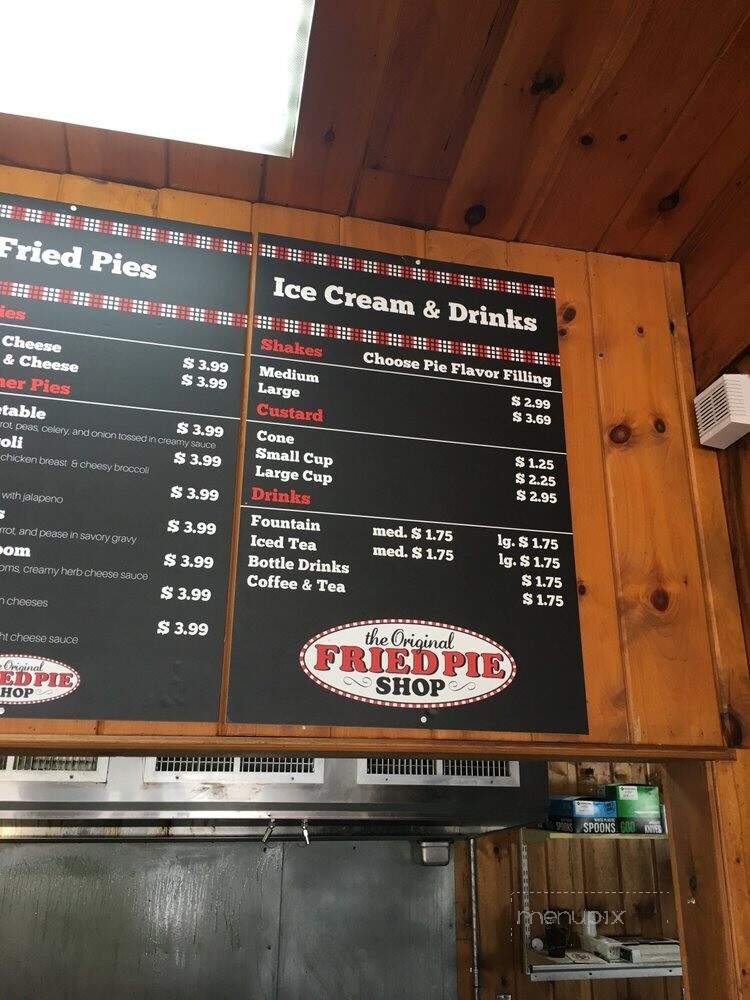 Fried Pies
ies
Cheese $ 3.99
& Cheese $ 3.99
ner Pies
etable $ 3.99
rot, peas, celery, and onion tossed in creamy sauce
oli $ 3.99
chicken breast & cheesy broccoli
$ 3.99
with jalapeno
s $ 3.99
rrot, and pease in savory gravy
oom $ 3.99
oms, creamy herb cheese sauce
$ 3.99
n cheeses
$ 3.99
ht cheese sauce
e Original
ED PIE
HOP
Ice Cream & Drinks
Shakes Choose Pie Flavor Filling
Medium $ 2.99
Large $ 3.69
Custard
Cone $ 1.25
Small Cup $ 2.25
Large Cup $ 2.95
Drinks
Fountain med. $ 1.75 lg. $ 1.75
Iced Tea med. $ 1.75 lg. $ 1.75
Bottle Drinks $ 1.75
Coffee & Tea $ 1.75
the Original
FRIED PIE
SHOP
SPOONS SPOONS
KNIVES
menupix